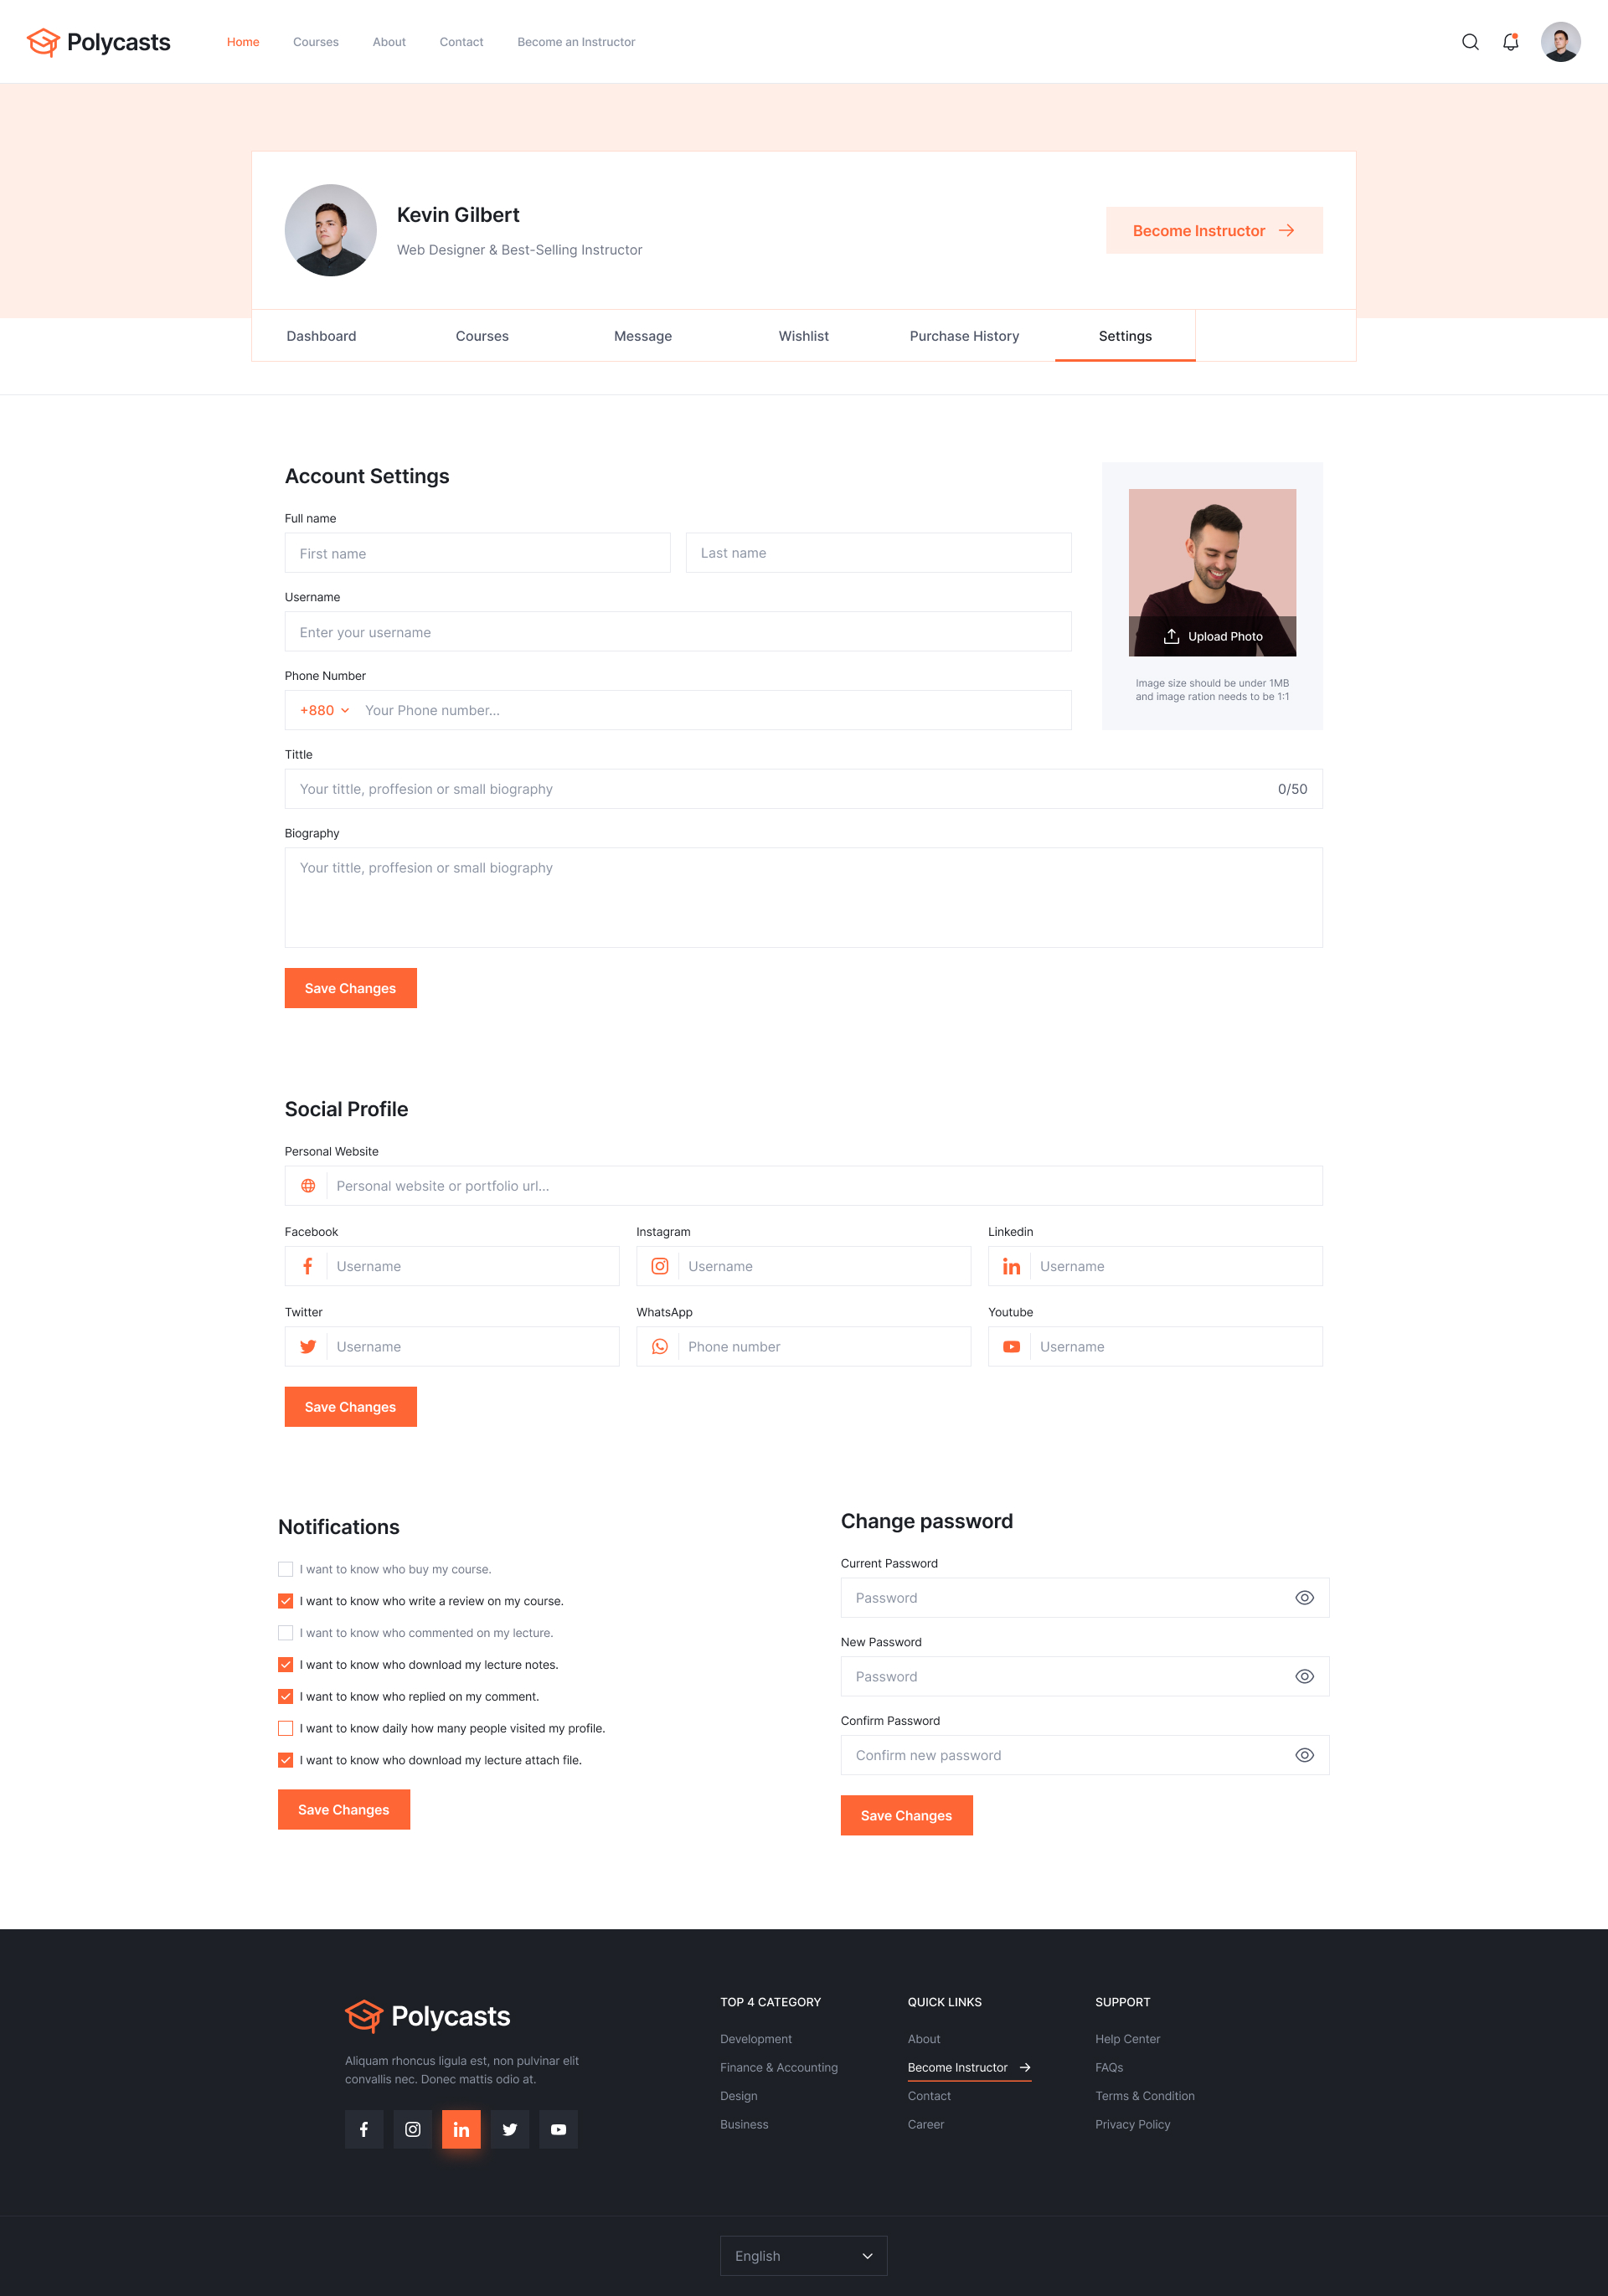 Polycasts
Home
Courses
About
Contact
Become an Instructor
Kevin Gilbert
Web Designer & Best-Selling Instructor
Become Instructor
Dashboard
Courses
Message
Wishlist
Purchase History
Settings
Account Settings
Full name
First name
Last name
Username
Enter your username
Phone Number
+880
Your Phone number...
Upload Photo
Image size should be under 1MB
and image ration needs to be 1:1
Tittle
Your tittle, proffesion or small biography
0/50
Biography
Your tittle, proffesion or small biography
Save Changes
Social Profile
Personal Website
Personal website or portfolio url...
Facebook
Username
Instagram
Username
Linkedin
Username
Twitter
Username
WhatsApp
Phone number
Youtube
Username
Save Changes
Notifications
I want to know who buy my course.
I want to know who write a review on my course.
I want to know who commented on my lecture.
I want to know who download my lecture notes.
I want to know who replied on my comment.
I want to know daily how many people visited my profile.
I want to know who download my lecture attach file.
Save Changes
Change password
Current Password
Password
New Password
Password
Confirm Password
Confirm new password
Save Changes
Polycasts
Aliquam rhoncus ligula est, non pulvinar elit
convallis nec. Donec mattis odio at.
TOP 4 CATEGORY
Development
Finance & Accounting
Design
Business
QUICK LINKS
About
Become Instructor
Contact
Career
SUPPORT
Help Center
FAQs
Terms & Condition
Privacy Policy
English